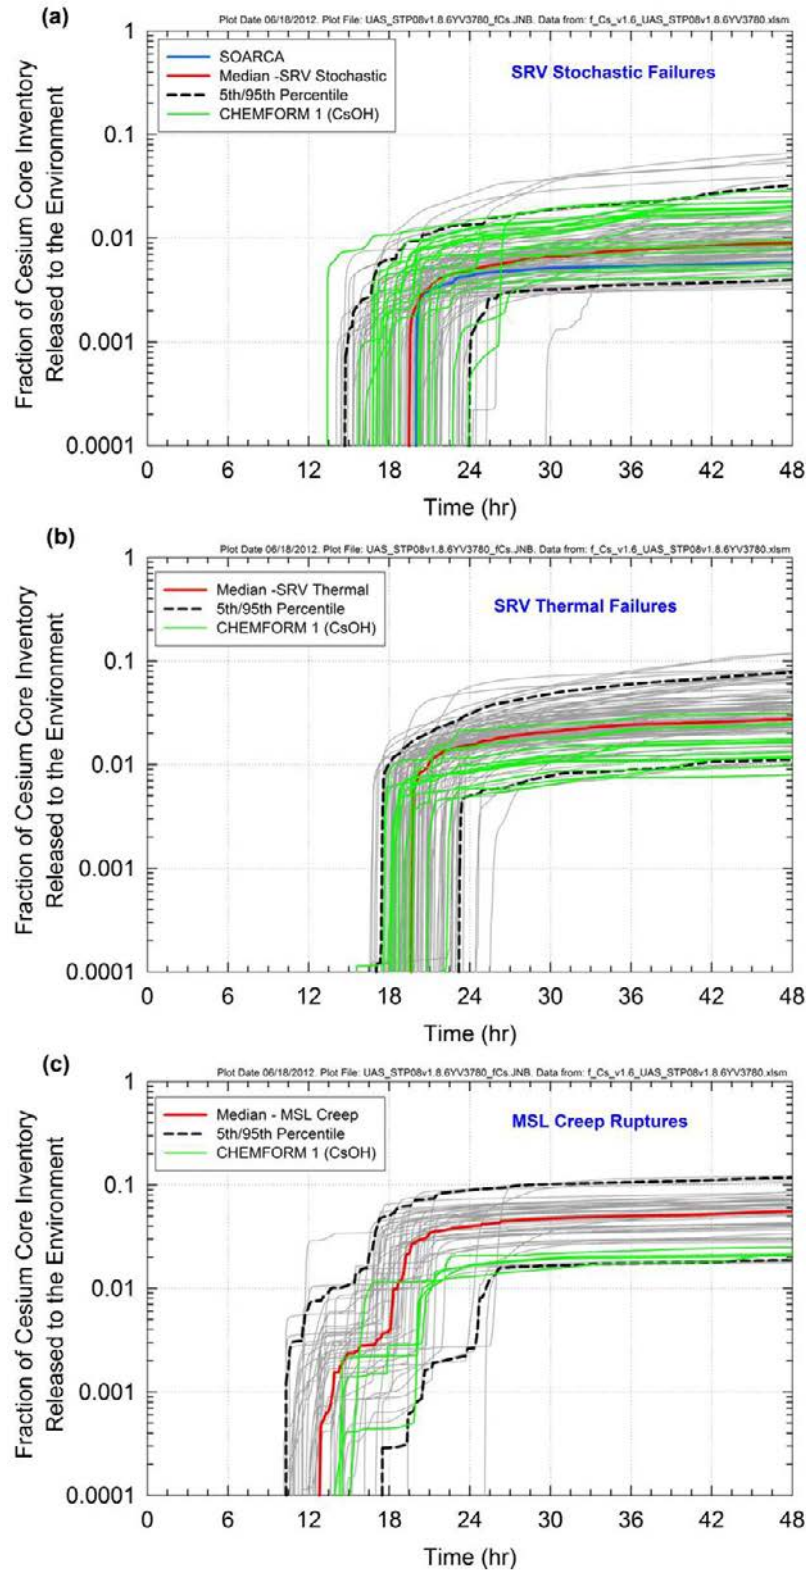 (a)
Plot Date 06/18/2012. Plot File: UAS_STP08v1.8.6YV3780_fCs.JNB. Data from: f_Cs_v1.6_UAS_STP08v1.8.6YV3780.xlsm
SOARCA
Median -SRV Stochastic
5th/95th Percentile
CHEMFORM 1 (CsOH)
SRV Stochastic Failures
Fraction of Cesium Core Inventory
Released to the Environment
1
0.1
0.01
0.001
0.0001
0 6 12 18 24 30 36 42 48
Time (hr)
(b)
Plot Date 06/18/2012. Plot File: UAS_STP08v1.8.6YV3780_fCs.JNB. Data from: f_Cs_v1.6_UAS_STP08v1.8.6YV3780.xlsm
Median -SRV Thermal
5th/95th Percentile
CHEMFORM 1 (CsOH)
SRV Thermal Failures
Fraction of Cesium Core Inventory
Released to the Environment
1
0.1
0.01
0.001
0.0001
0 6 12 18 24 30 36 42 48
Time (hr)
(c)
Plot Date 06/18/2012. Plot File: UAS_STP08v1.8.6YV3780_fCs.JNB. Data from: f_Cs_v1.6_UAS_STP08v1.8.6YV3780.xlsm
Median - MSL Creep
5th/95th Percentile
CHEMFORM 1 (CsOH)
MSL Creep Ruptures
Fraction of Cesium Core Inventory
Released to the Environment
1
0.1
0.01
0.001
0.0001
0 6 12 18 24 30 36 42 48
Time (hr)